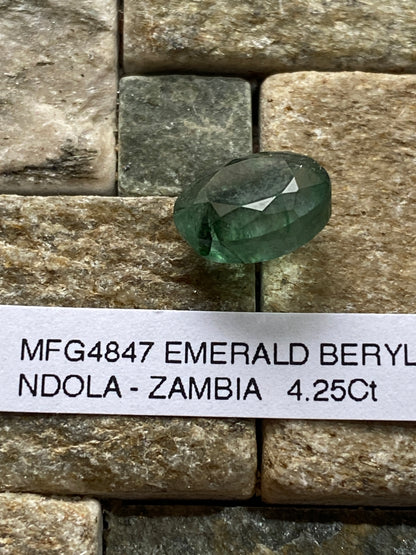 MFG4847 EMERALD BERYL
NDOLA - ZAMBIA 4.25Ct